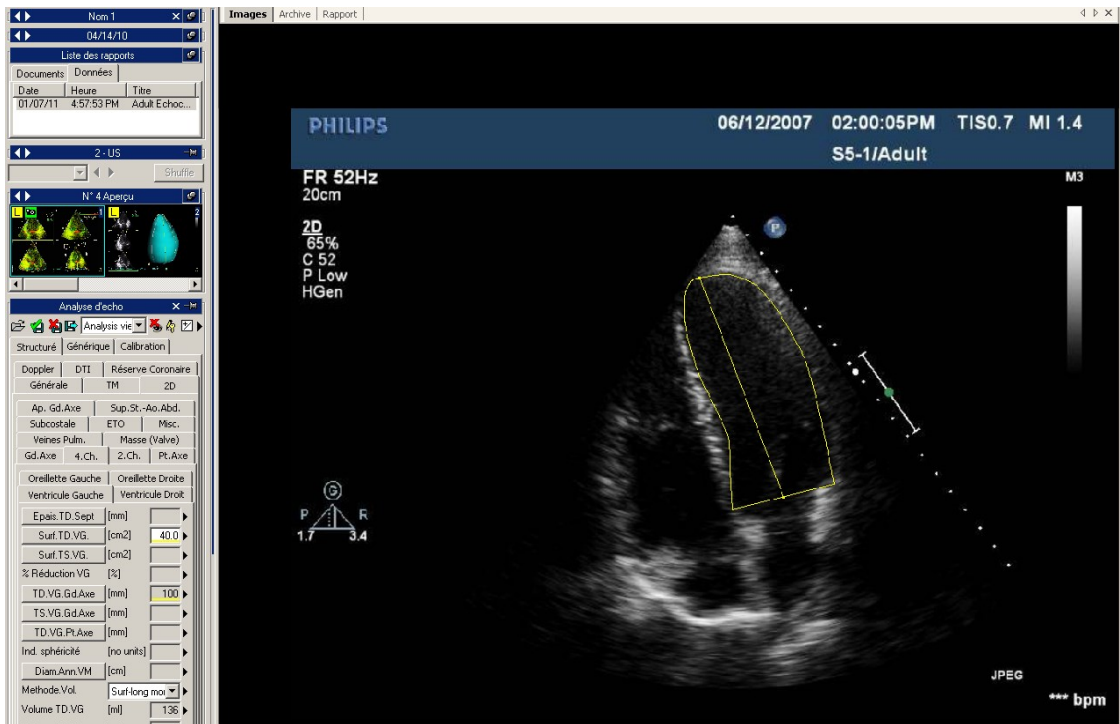 Nom 1
Images Archive Rapport
04/14/10
Liste des rapports
Documents Données
Date Heure Titre
01/07/11 4:57:53 PM Adult Echoc...
2 - US
Shuffle
N° 4 Aperçu
L L
1 2
Analyse d'echo
Analysis vie
Structuré Générique Calibration
Doppler DTI Réserve Coronaire
Générale TM 2D
Ap. Gd.Axe Sup.St.-Ao.Abd.
Subcostale ETO Misc.
Veines Pulm. Masse (Valve)
Gd.Axe 4.Ch. 2.Ch. Pt.Axe
Oreillette Gauche Oreillette Droite
Ventricule Gauche Ventricule Droit
Epais.TD.Sept [mm]
Surf.TD.VG. [cm2] 40.0
Surf.TS.VG. [cm2]
% Réduction VG [%]
TD.VG.Gd.Axe [mm] 100
TS.VG.Gd.Axe [mm]
TD.VG.Pt.Axe [mm]
Ind. sphéricité [no units]
Diam.Ann.VM [cm]
Methode.Vol. Surf-long mo
Volume TD.VG [ml] 136
PHILIPS 06/12/2007 02:00:05PM TIS0.7 MI 1.4
S5-1/Adult
FR 52Hz
20cm
M3
2D
65%
C 52
P Low
HGen
P
G
P R
1.7 3.4
JPEG
*** bpm